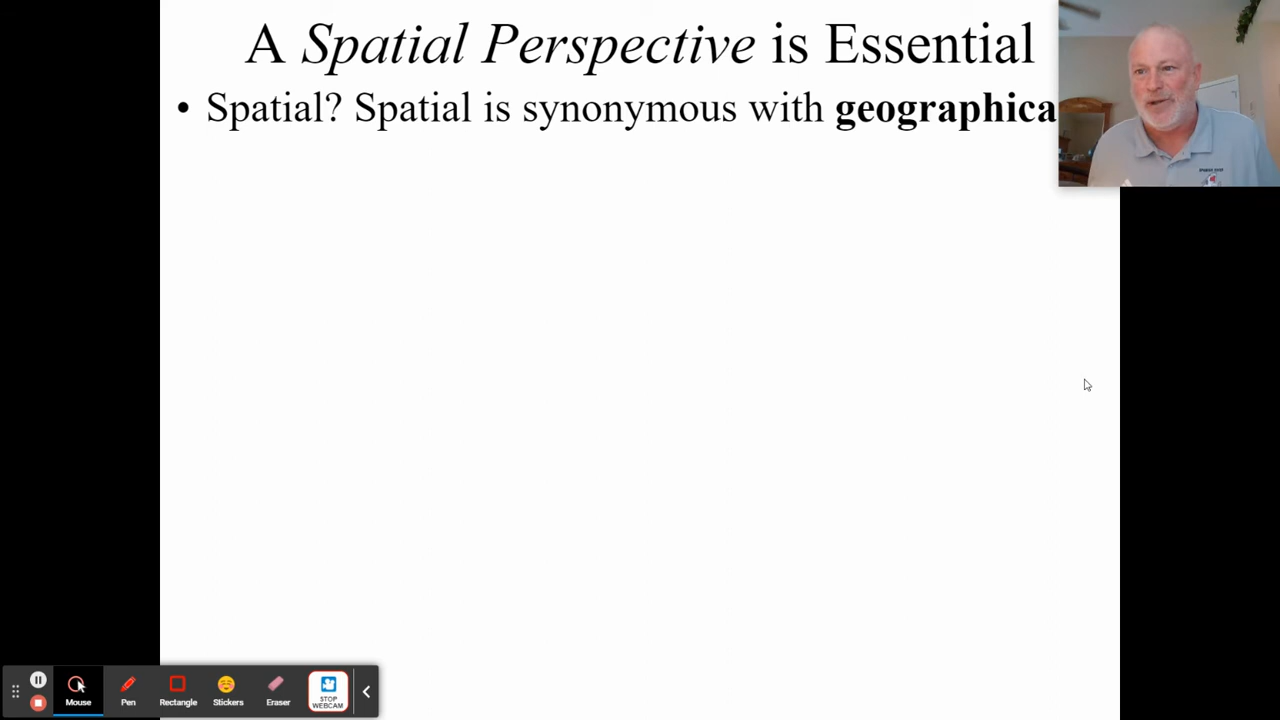 A Spatial Perspective is Essential
• Spatial? Spatial is synonymous with geographica
Mouse
Pen
Rectangle
Stickers
Eraser
STOP
WEBCAM